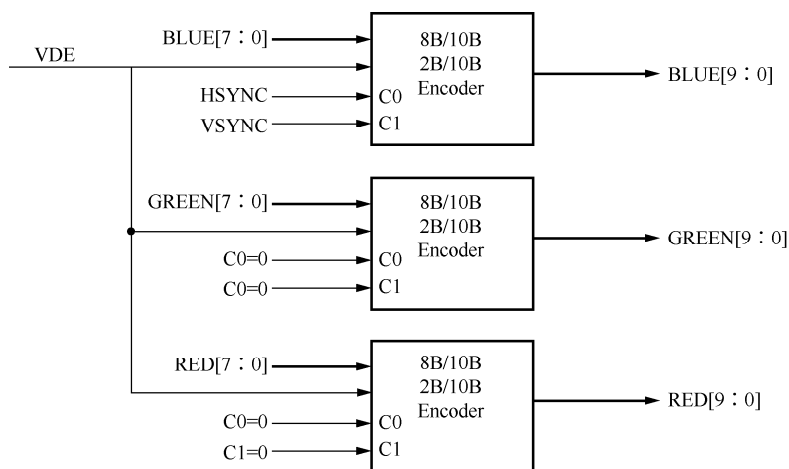 BLUE[7：0]
VDE
8B/10B
2B/10B
Encoder
HSYNC
C0
VSYNC
C1
BLUE[9：0]
GREEN[7：0]
8B/10B
2B/10B
Encoder
C0=0
C0
C0=0
C1
GREEN[9：0]
RED[7：0]
8B/10B
2B/10B
Encoder
C0=0
C0
C1=0
C1
RED[9：0]